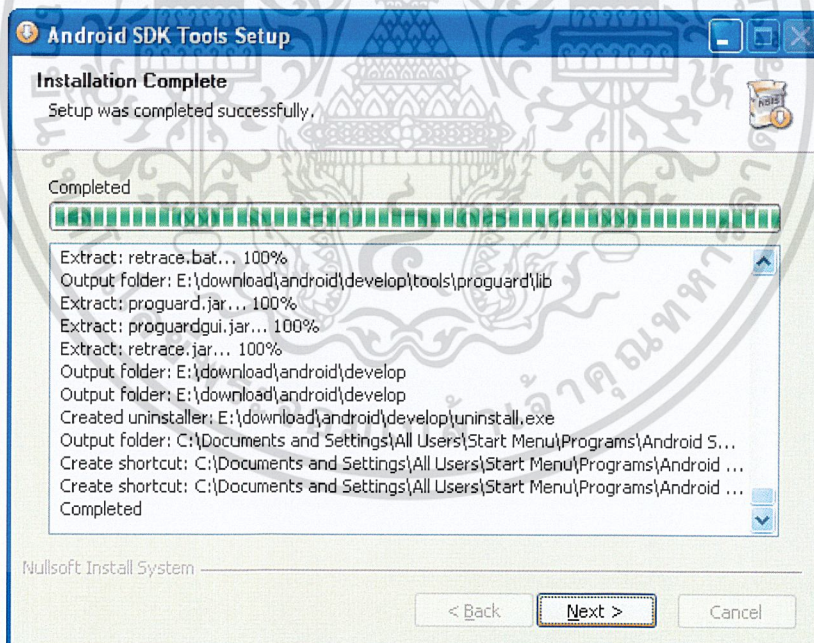 Android SDK Tools Setup
Installation Complete
Setup was completed successfully.
NSIS
Completed
Extract: retrace.bat... 100%
Output folder: E:\download\android\develop\tools\proguard\lib
Extract: proguard.jar... 100%
Extract: proguardgui.jar... 100%
Extract: retrace.jar... 100%
Output folder: E:\download\android\develop
Output folder: E:\download\android\develop
Created uninstaller: E:\download\android\develop\uninstall.exe
Output folder: C:\Documents and Settings\All Users\Start Menu\Programs\Android S...
Create shortcut: C:\Documents and Settings\All Users\Start Menu\Programs\Android ...
Create shortcut: C:\Documents and Settings\All Users\Start Menu\Programs\Android ...
Completed
Nullsoft Install System
< Back
Next >
Cancel